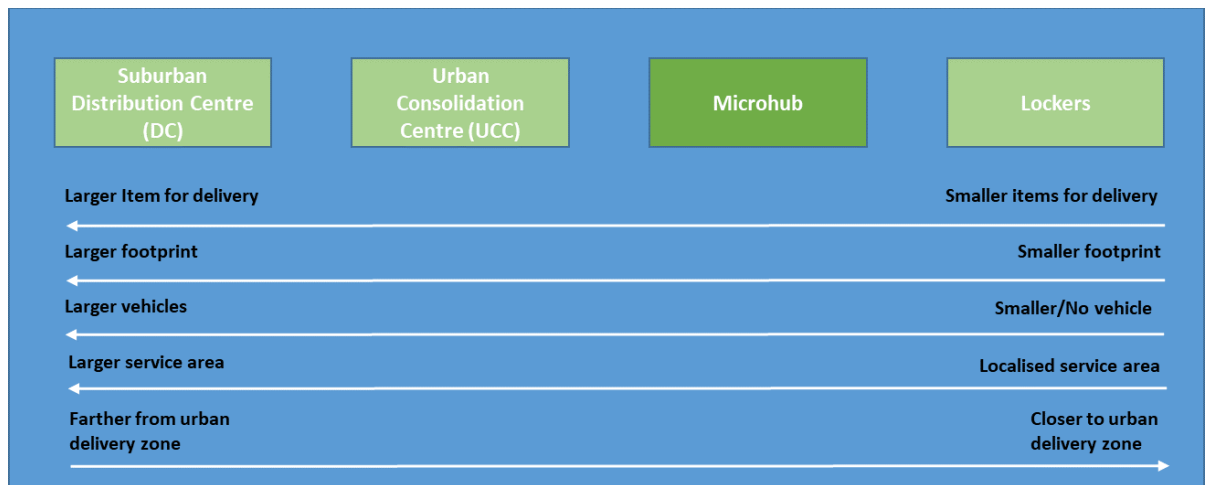 Suburban
Distribution Centre
(DC)
Urban
Consolidation
Centre (UCC)
Microhub
Lockers
Larger Item for delivery
Smaller items for delivery
Larger footprint
Smaller footprint
Larger vehicles
Smaller/No vehicle
Larger service area
Localised service area
Farther from urban
delivery zone
Closer to urban
delivery zone